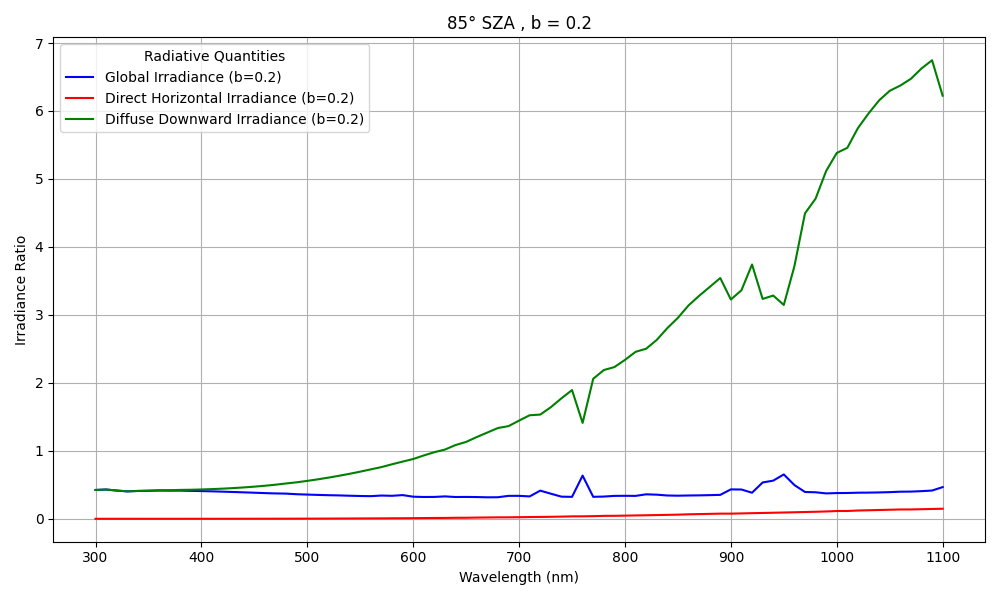 85° SZA , b = 0.2
Radiative Quantities
Global Irradiance (b=0.2)
Direct Horizontal Irradiance (b=0.2)
Diffuse Downward Irradiance (b=0.2)
7
6
5
4
3
2
1
0
Irradiance Ratio
300 400 500 600 700 800 900 1000 1100
Wavelength (nm)